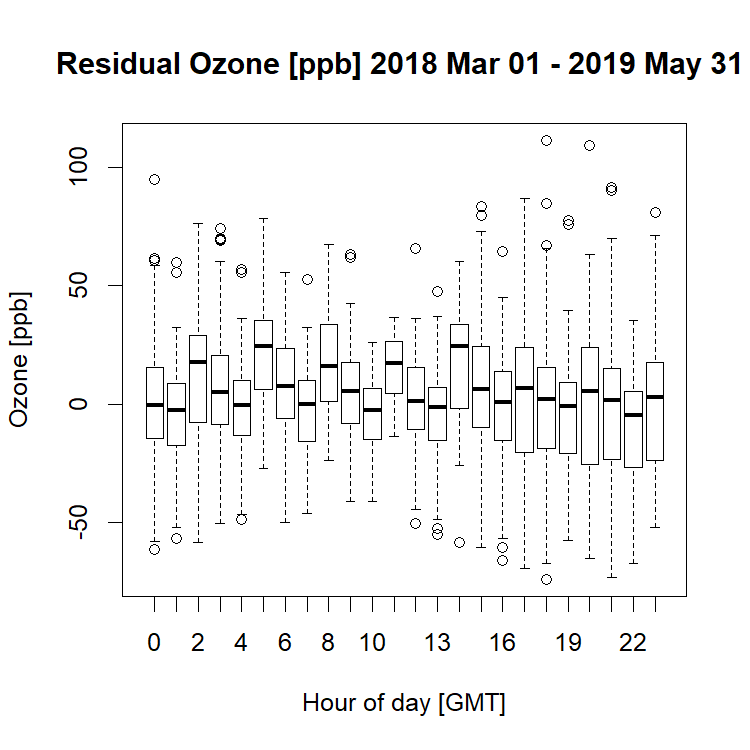 Residual Ozone [ppb] 2018 Mar 01 - 2019 May 31
100
50
0
-50
Ozone [ppb]
0 2 4 6 8 10 13 16 19 22
Hour of day [GMT]